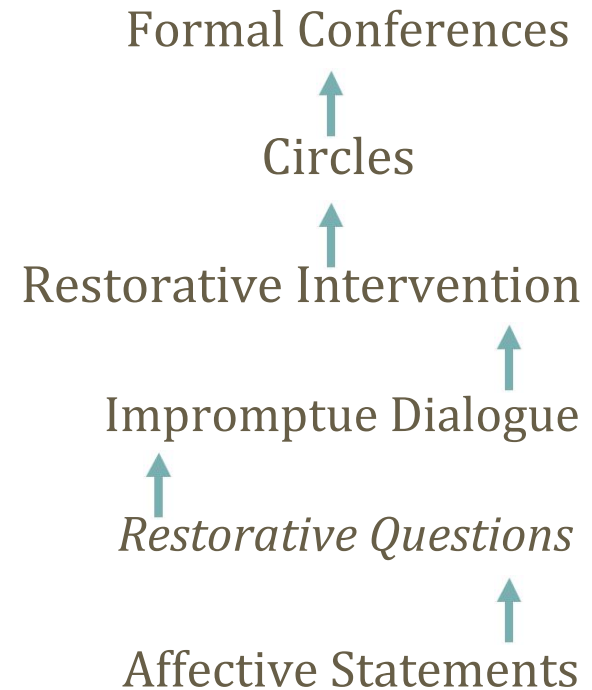 Formal Conferences
Circles
Restorative Intervention
Impromptue Dialogue
Restorative Questions
Affective Statements